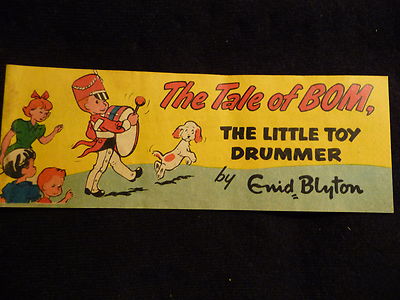 The Tale of BOM,
THE LITTLE TOY
DRUMMER
by Enid Blyton